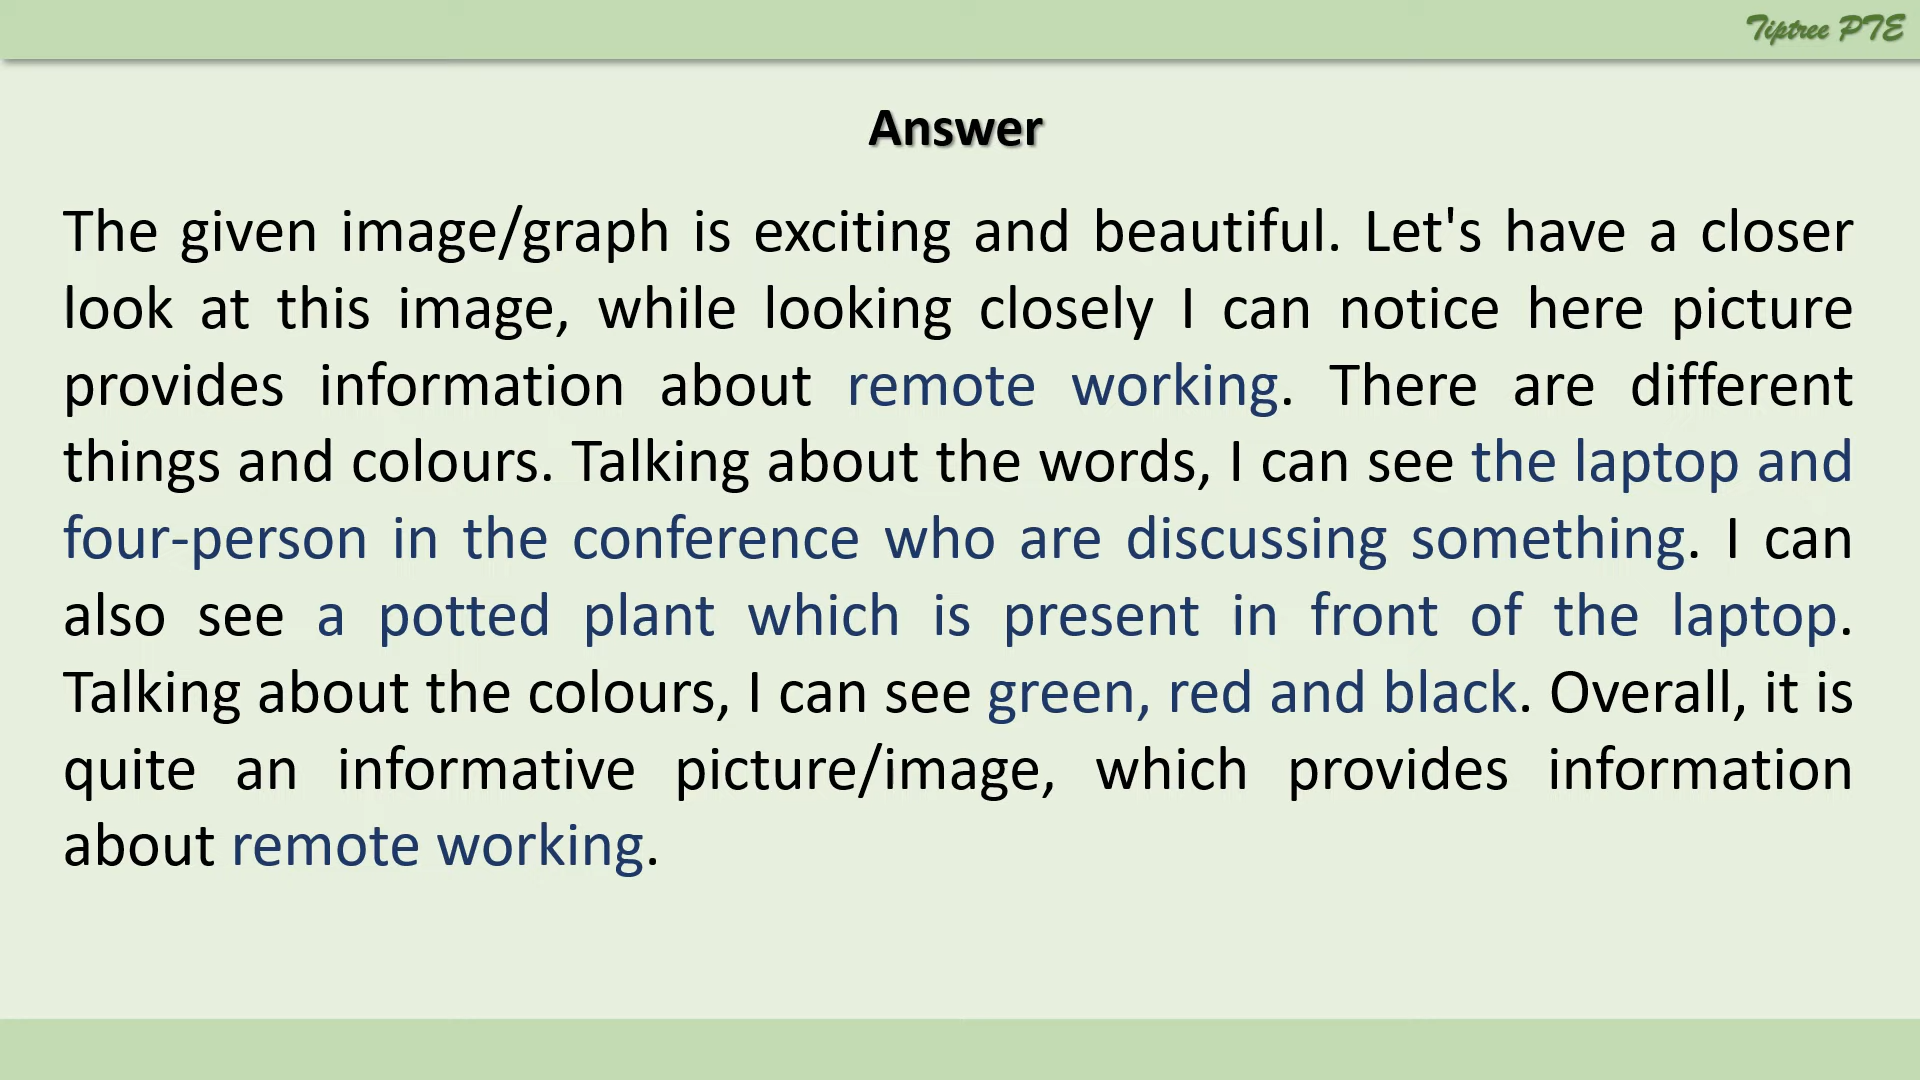 Tiptree PTE
Answer
The given image/graph is exciting and beautiful. Let's have a closer
look at this image, while looking closely I can notice here picture
provides information about remote working. There are different
things and colours. Talking about the words, I can see the laptop and
four-person in the conference who are discussing something. I can
also see a potted plant which is present in front of the laptop.
Talking about the colours, I can see green, red and black. Overall, it is
quite an informative picture/image, which provides information
about remote working.